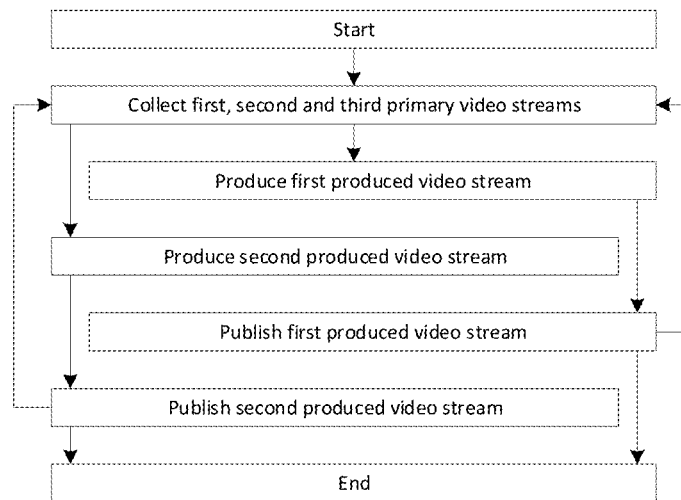 Start
Collect first, second and third primary video streams
Produce first produced video stream
Produce second produced video stream
Publish first produced video stream
Publish second produced video stream
End